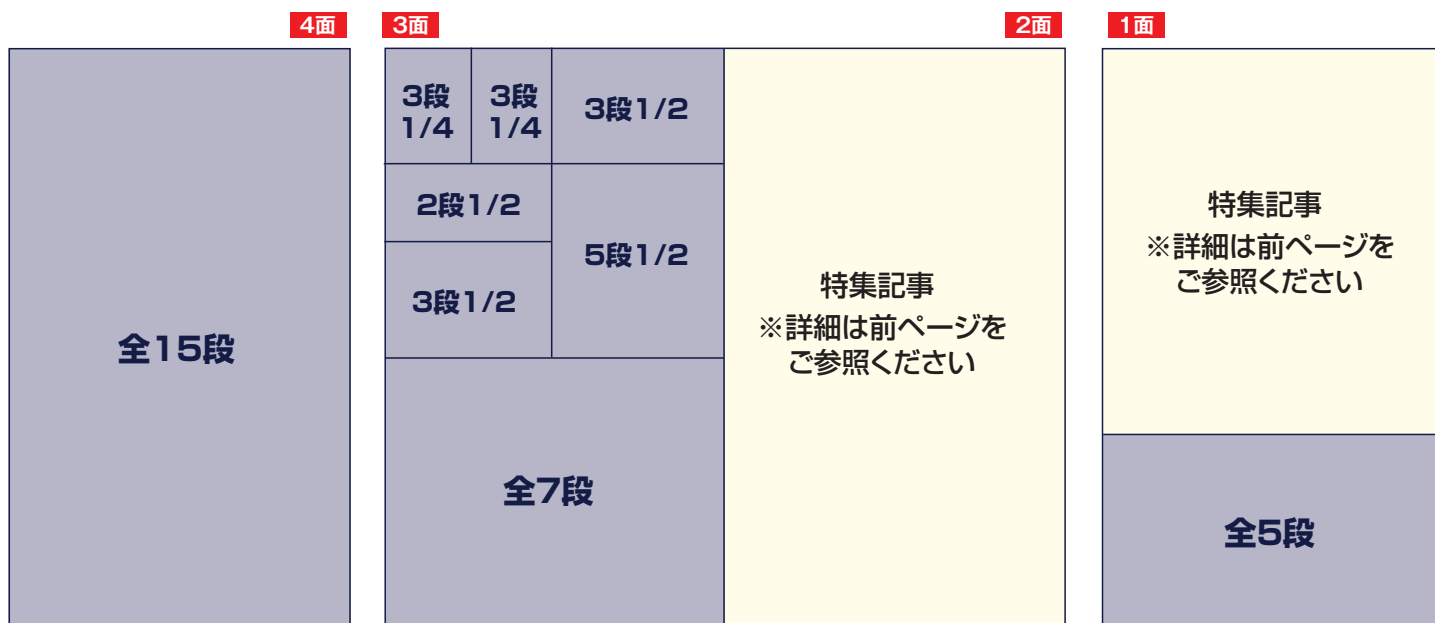 4面
全15段
3面
3段
1/4
3段
1/4
3段1/2
2段1/2
5段1/2
3段1/2
全7段
2面
特集記事
※詳細は前ページを
ご参照ください
1面
特集記事
※詳細は前ページを
ご参照ください
全5段